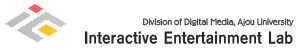 Division of Digital Media, Ajou University
Interactive Entertainment Lab